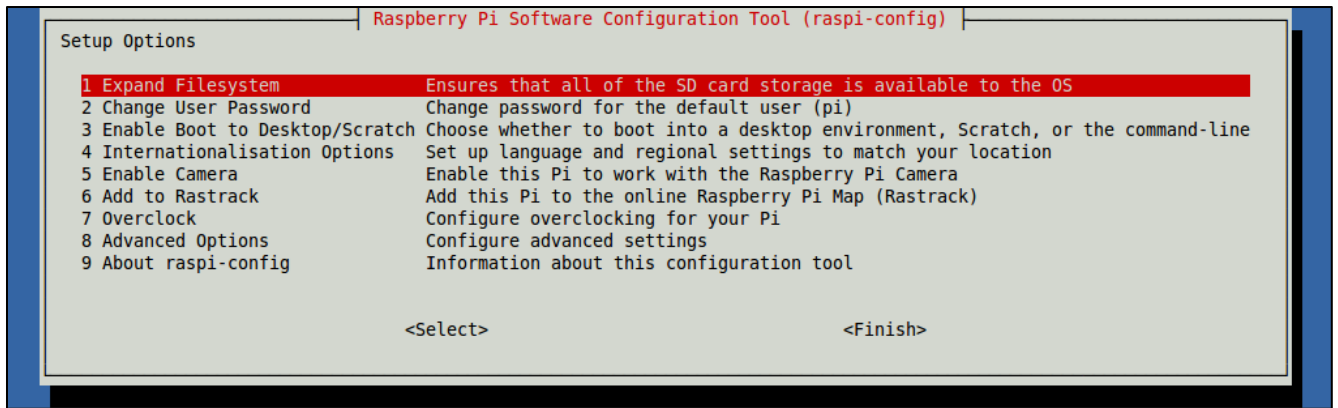 Raspberry Pi Software Configuration Tool (raspi-config)
Setup Options
1 Expand Filesystem Ensures that all of the SD card storage is available to the OS
2 Change User Password Change password for the default user (pi)
3 Enable Boot to Desktop/Scratch Choose whether to boot into a desktop environment, Scratch, or the command-line
4 Internationalisation Options Set up language and regional settings to match your location
5 Enable Camera Enable this Pi to work with the Raspberry Pi Camera
6 Add to Rastrack Add this Pi to the online Raspberry Pi Map (Rastrack)
7 Overclock Configure overclocking for your Pi
8 Advanced Options Configure advanced settings
9 About raspi-config Information about this configuration tool
<Select> <Finish>